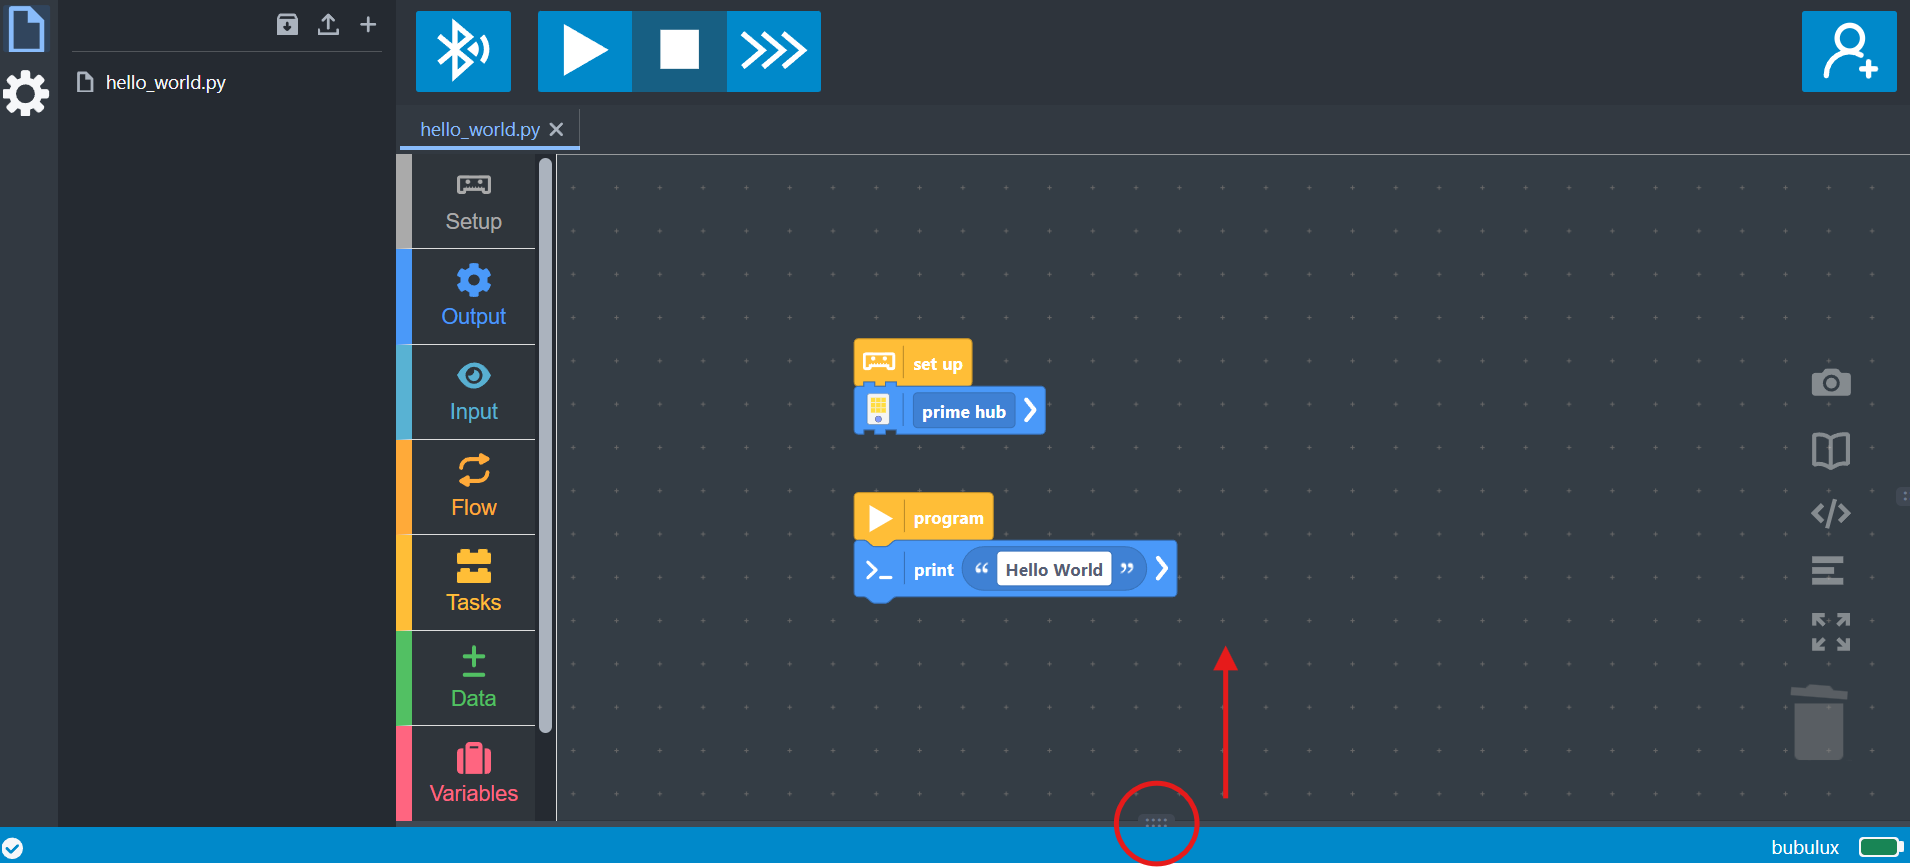 hello_world.py
hello_world.py
Setup
Output
Input
Flow
Tasks
Data
Variables
set up
prime hub
program
print “ Hello World ”
bubulux